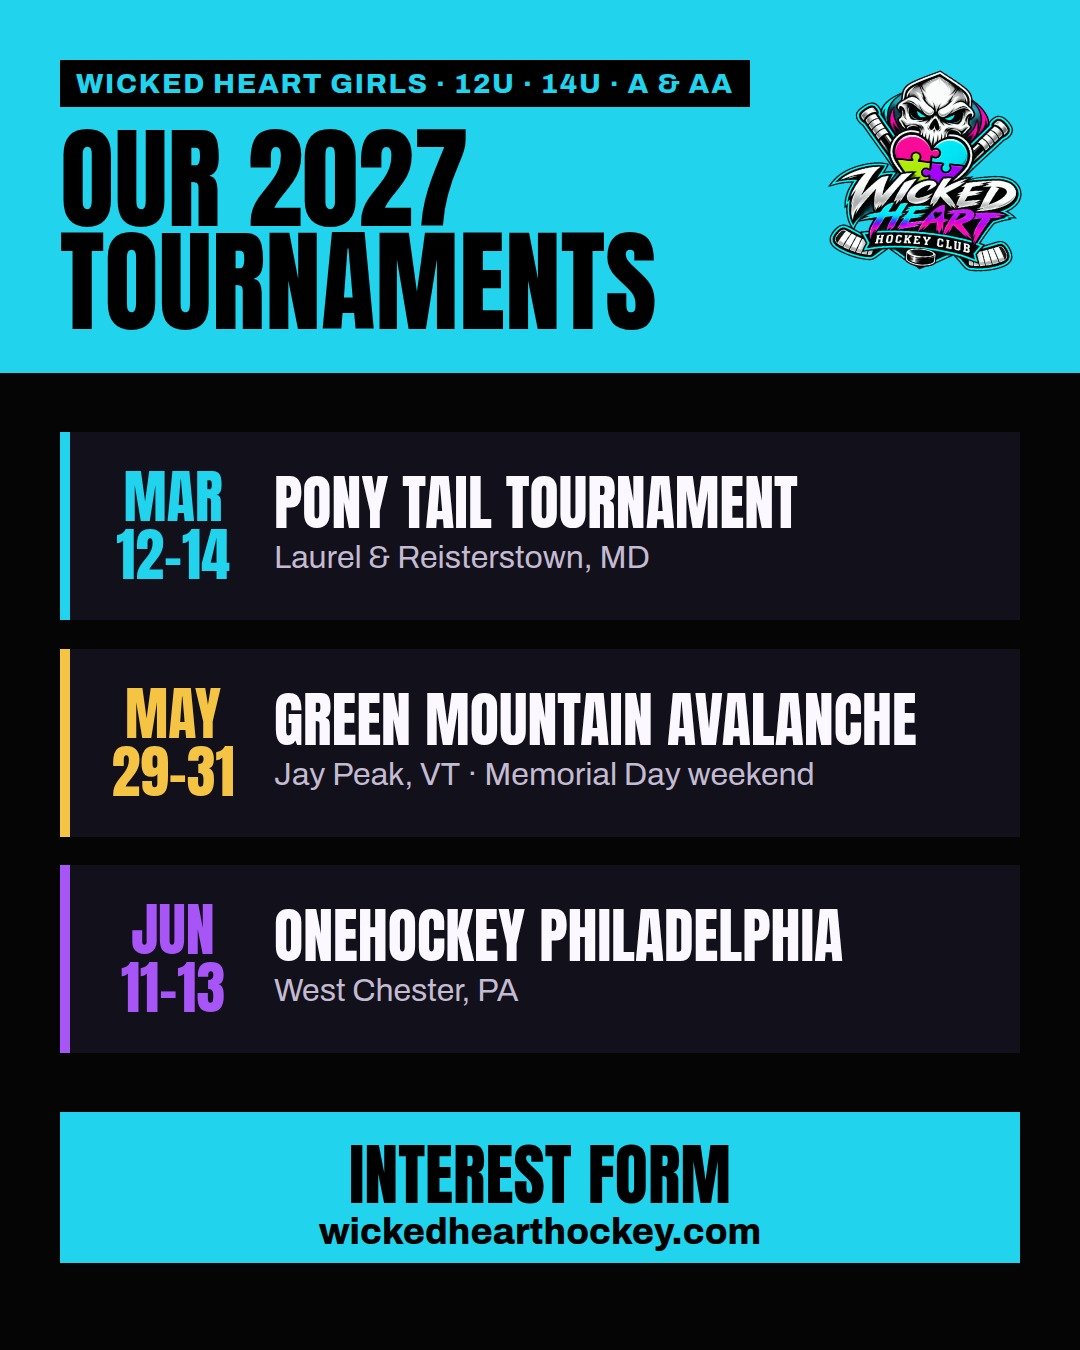 WICKED HEART GIRLS · 12U · 14U · A & AA
OUR 2027
TOURNAMENTS
WICKED
HEART
HOCKEY CLUB
MAR
12-14
PONY TAIL TOURNAMENT
Laurel & Reisterstown, MD
MAY
29-31
GREEN MOUNTAIN AVALANCHE
Jay Peak, VT · Memorial Day weekend
JUN
11-13
ONEHOCKEY PHILADELPHIA
West Chester, PA
INTEREST FORM
wickedhearthockey.com